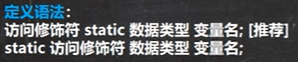 定义语法：
访问修饰符 static 数据类型 变量名; [推荐]
static 访问修饰符 数据类型 变量名;